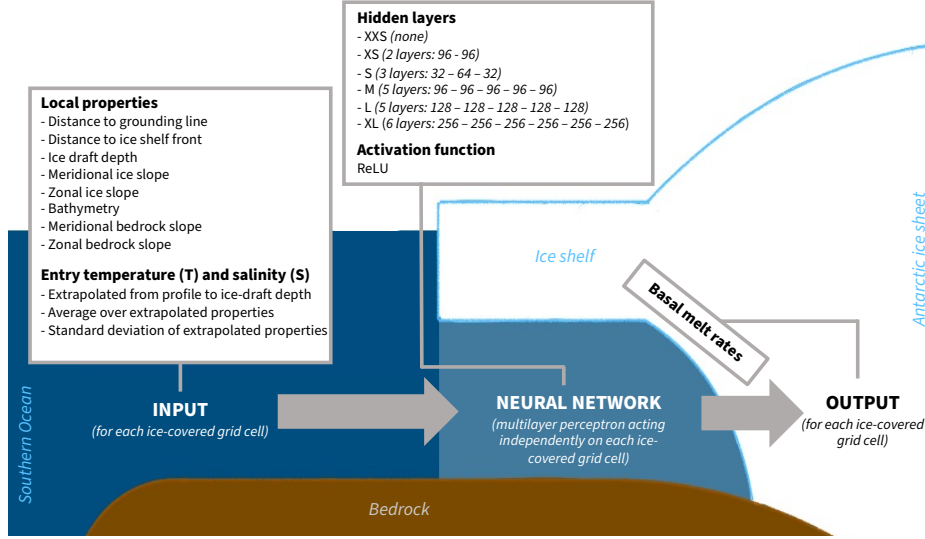 Hidden layers
- XXS (none)
- XS (2 layers: 96 - 96)
- S (3 layers: 32 – 64 – 32)
- M (5 layers: 96 – 96 – 96 – 96 – 96)
- L (5 layers: 128 – 128 – 128 – 128 – 128)
- XL (6 layers: 256 – 256 – 256 – 256 – 256 – 256)
Activation function
ReLU
Local properties
- Distance to grounding line
- Distance to ice shelf front
- Ice draft depth
- Meridional ice slope
- Zonal ice slope
- Bathymetry
- Meridional bedrock slope
- Zonal bedrock slope
Entry temperature (T) and salinity (S)
- Extrapolated from profile to ice-draft depth
- Average over extrapolated properties
- Standard deviation of extrapolated properties
Ice shelf
Antarctic ice sheet
Basal melt rates
Southern Ocean
INPUT
(for each ice-covered grid cell)
NEURAL NETWORK
(multilayer perceptron acting
independently on each ice-
covered grid cell)
OUTPUT
(for each ice-covered
grid cell)
Bedrock